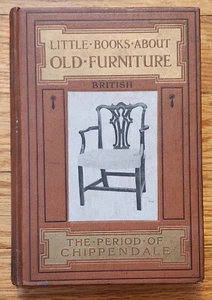 LITTLE · BOOKS · ABOUT
OLD · FURNITURE
BRITISH
THE · PERIOD · OF
CHIPPENDALE